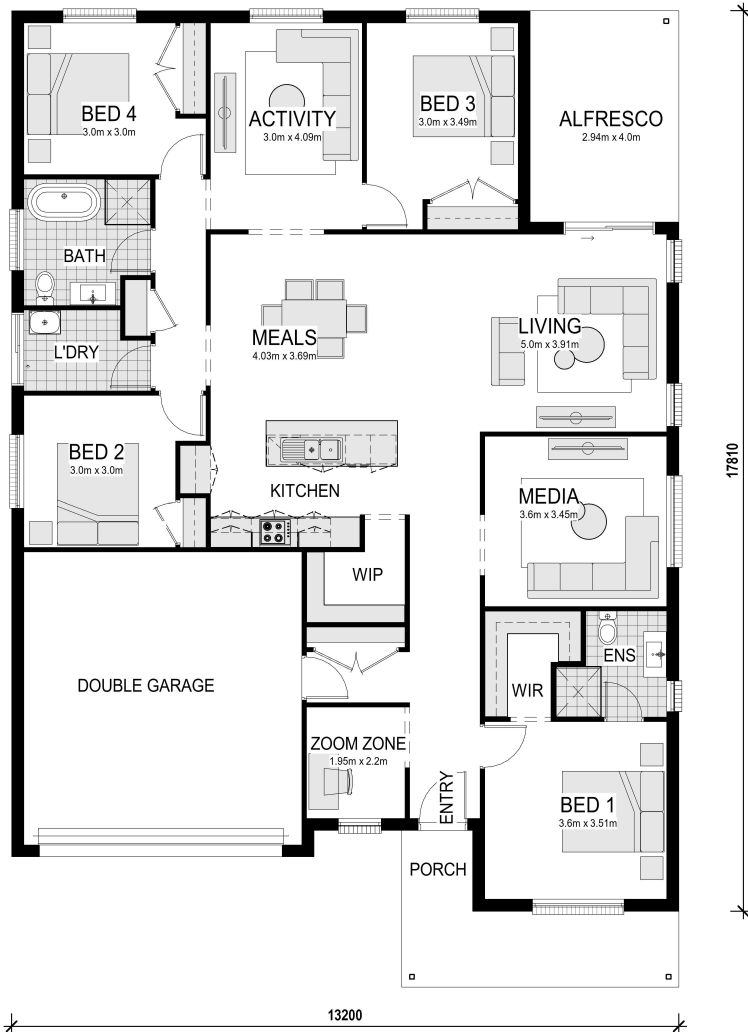 BED 4
3.0m x 3.0m
ACTIVITY
3.0m x 4.09m
BED 3
3.0m x 3.49m
ALFRESCO
2.94m x 4.0m
BATH
L'DRY
MEALS
4.03m x 3.69m
LIVING
5.0m x 3.91m
BED 2
3.0m x 3.0m
KITCHEN
MEDIA
3.6m x 3.45m
17810
WIP
ENS
WIR
DOUBLE GARAGE
ZOOM ZONE
1.95m x 2.2m
ENTRY
BED 1
3.6m x 3.51m
PORCH
13200